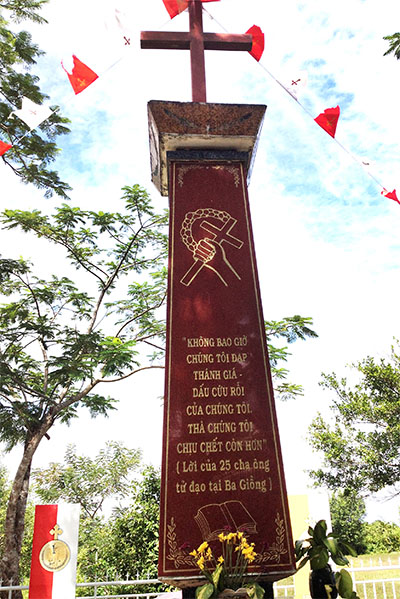 "KHÔNG BAO GIỜ
CHÚNG TÔI ĐẠP
THÁNH GIÁ -
DẤU CỨU RỖI
CỦA CHÚNG TÔI.
THÀ CHÚNG TÔI
CHỊU CHẾT CÒN HƠN"
( Lời của 25 cha ông
tử đạo tại Ba Giồng )